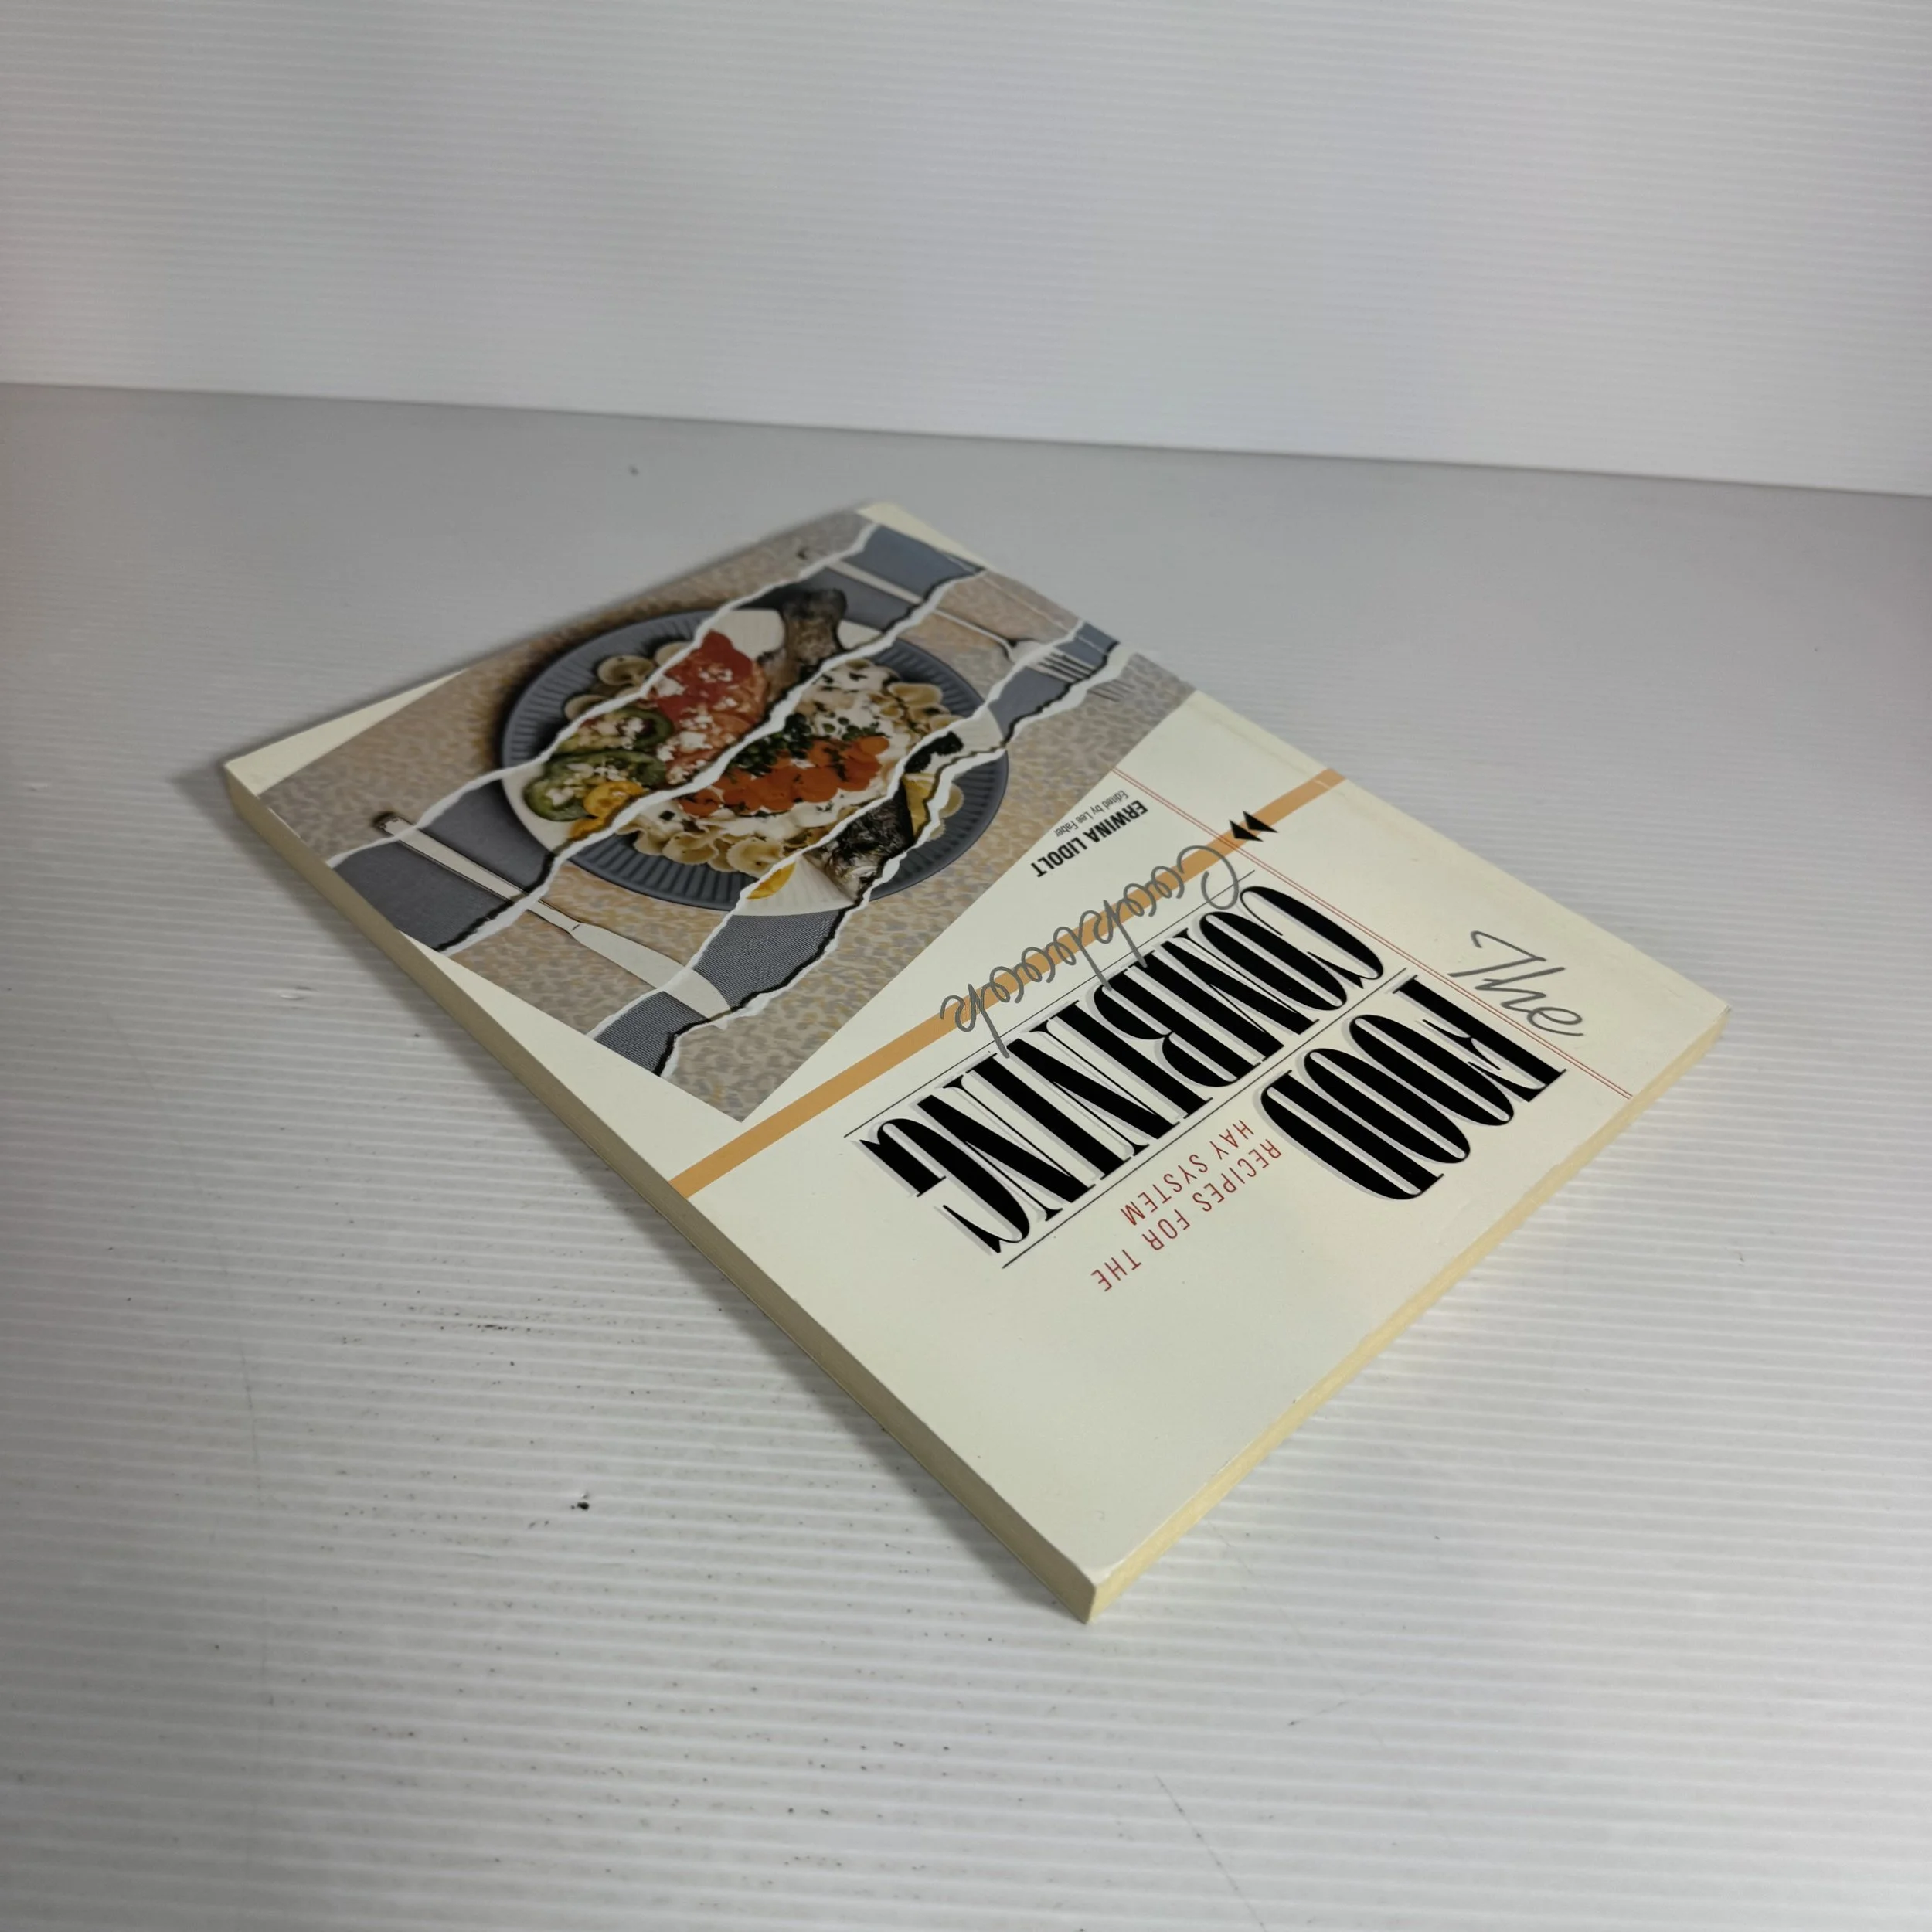 The
FOOD
COMBINING
Cookbook
RECIPES FOR THE
HAY SYSTEM
ERWINA LIDOLT
Edited by Lee Faber